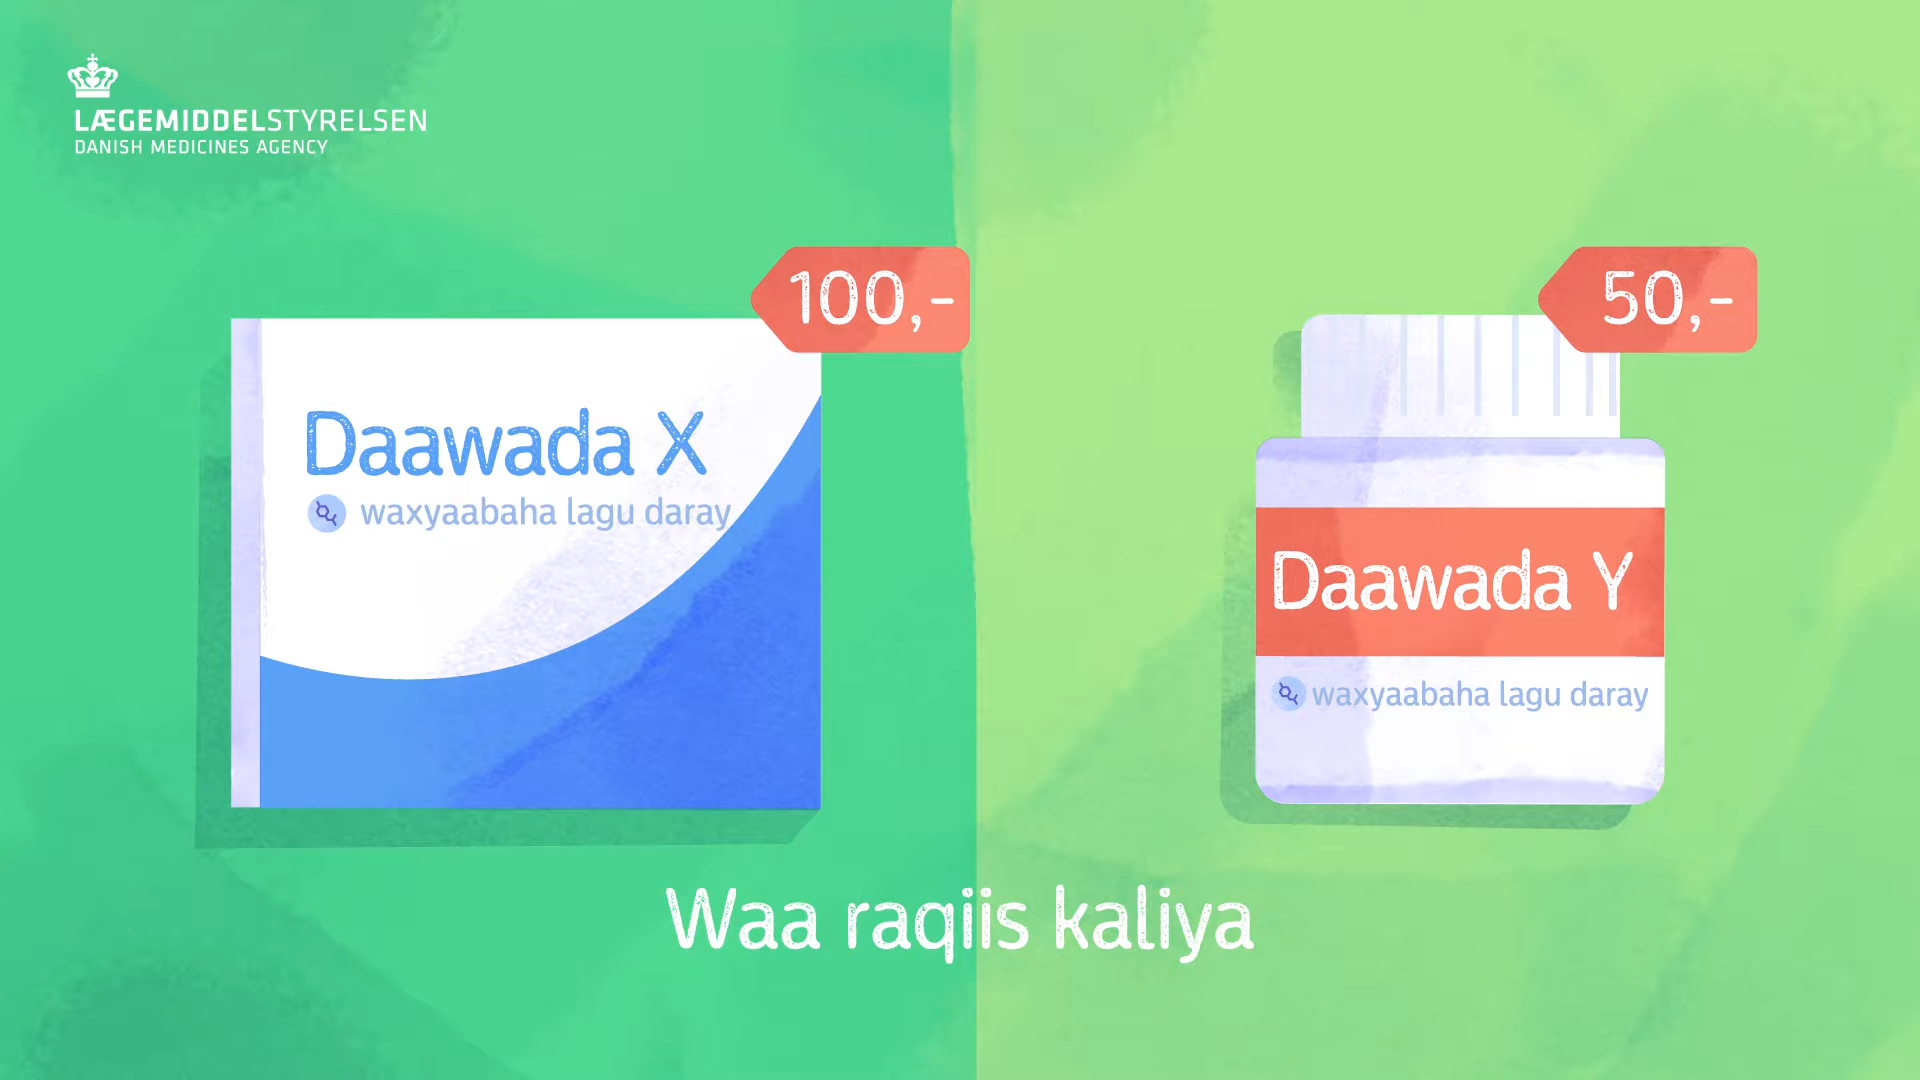 LÆGEMIDDELSTYRELSEN
DANISH MEDICINES AGENCY
100,-
Daawada X
waxyaabaha lagu daray
50,-
Daawada Y
waxyaabaha lagu daray
Waa raqiis kaliya